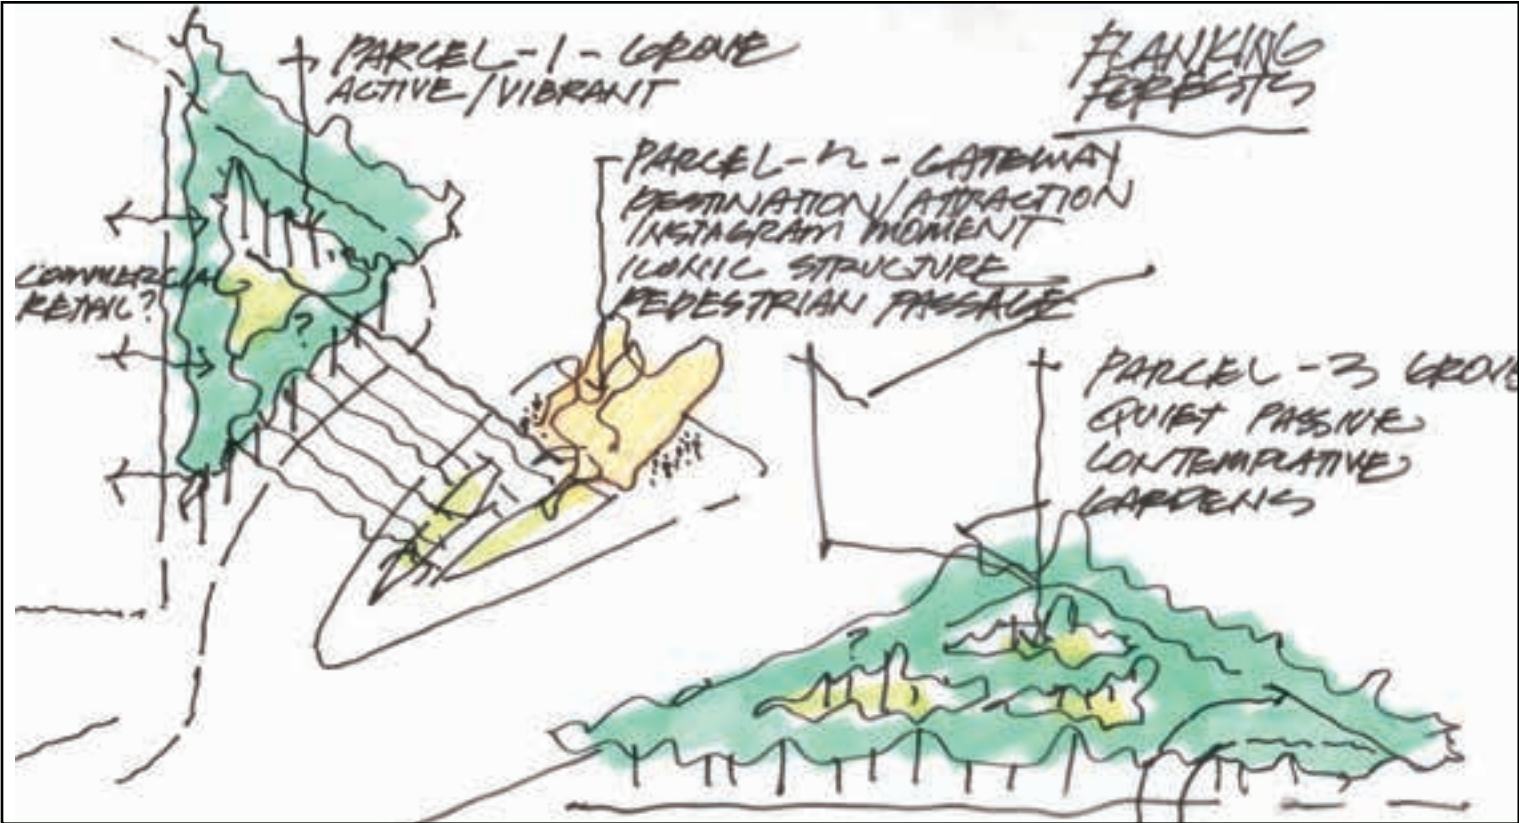 PARCEL-1-GROVE
ACTIVE/VIBRANT
FLANKING
FORESTS
PARCEL-2-GATEWAY
DESTINATION/ATTRACTION
INSTAGRAM MOMENT
ICONIC STRUCTURE
PEDESTRIAN PASSAGE
COMMERCIAL
RETAIL?
?
PARCEL-3 GROVE
QUIET PASSIVE
CONTEMPLATIVE
GARDENS
?